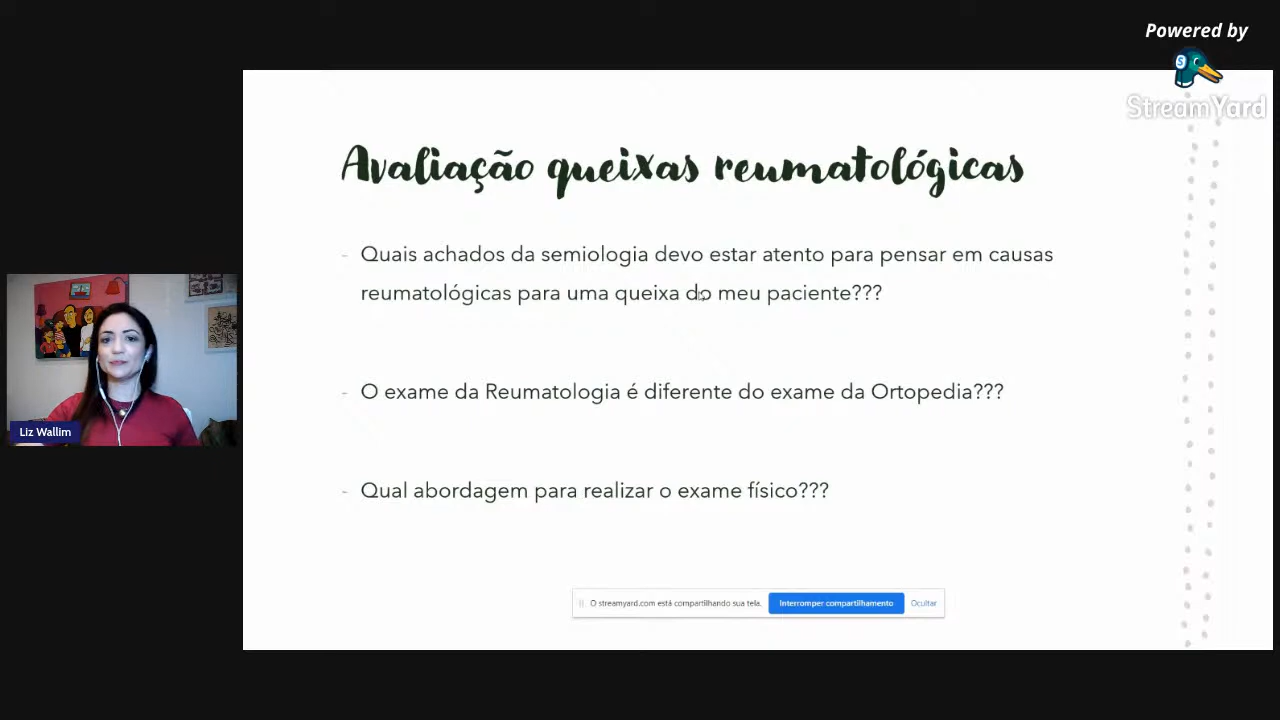 Powered by
StreamYard
Avaliação queixas reumatológicas
- Quais achados da semiologia devo estar atento para pensar em causas
reumatológicas para uma queixa do meu paciente???
- O exame da Reumatologia é diferente do exame da Ortopedia???
- Qual abordagem para realizar o exame físico???
Liz Wallim
O streamyard.com está compartilhando sua tela.
Interromper compartilhamento
Ocultar